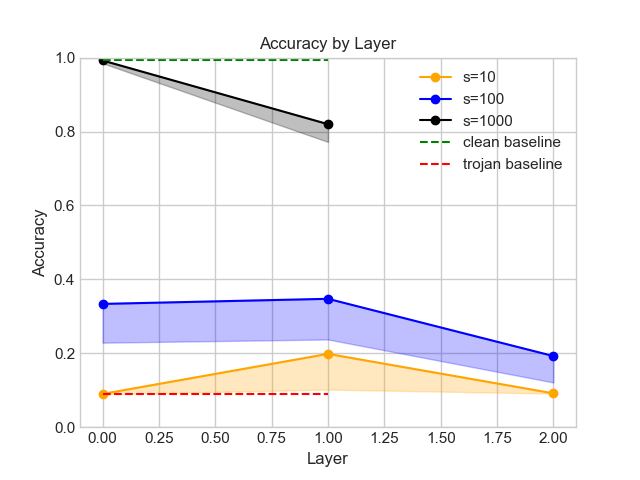 Accuracy by Layer
1.0
0.8
0.6
0.4
0.2
0.0
Accuracy
s=10
s=100
s=1000
clean baseline
trojan baseline
0.00 0.25 0.50 0.75 1.00 1.25 1.50 1.75 2.00
Layer